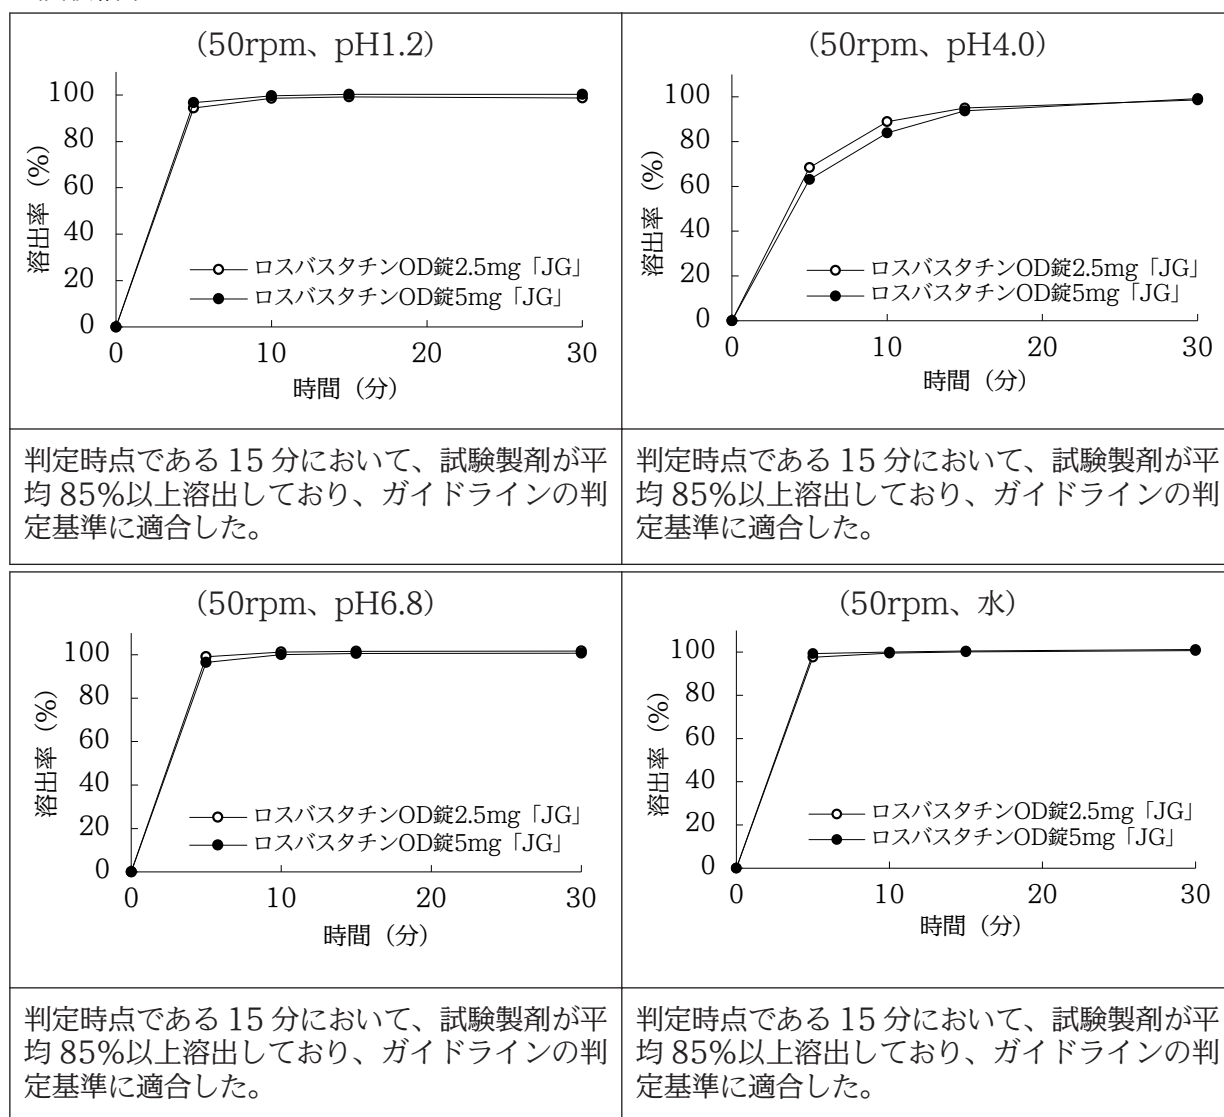 (50rpm、pH1.2)
100
80
60
40
20
0
溶出率 (%)
ロスバスタチンOD錠2.5mg「JG」
ロスバスタチンOD錠5mg「JG」
0 10 20 30
時間 (分)
(50rpm、pH4.0)
100
80
60
40
20
0
溶出率 (%)
ロスバスタチンOD錠2.5mg「JG」
ロスバスタチンOD錠5mg「JG」
0 10 20 30
時間 (分)
判定時点である 15 分において、試験製剤が平
均 85%以上溶出しており、ガイドラインの判
定基準に適合した。
判定時点である 15 分において、試験製剤が平
均 85%以上溶出しており、ガイドラインの判
定基準に適合した。
(50rpm、pH6.8)
100
80
60
40
20
0
溶出率 (%)
ロスバスタチンOD錠2.5mg「JG」
ロスバスタチンOD錠5mg「JG」
0 10 20 30
時間 (分)
(50rpm、水)
100
80
60
40
20
0
溶出率 (%)
ロスバスタチンOD錠2.5mg「JG」
ロスバスタチンOD錠5mg「JG」
0 10 20 30
時間 (分)
判定時点である 15 分において、試験製剤が平
均 85%以上溶出しており、ガイドラインの判
定基準に適合した。
判定時点である 15 分において、試験製剤が平
均 85%以上溶出しており、ガイドラインの判
定基準に適合した。